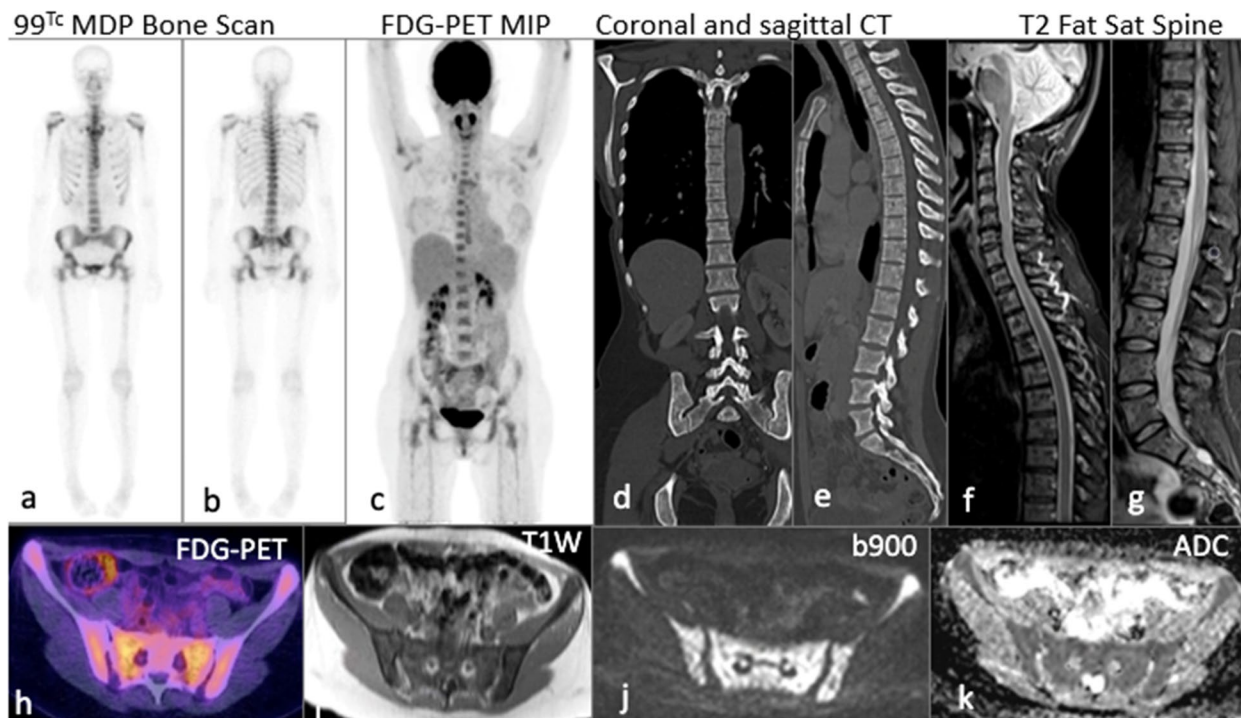 99Tc MDP Bone Scan
FDG-PET MIP
Coronal and sagittal CT
T2 Fat Sat Spine
a
b
c
d
e
f
g
FDG-PET
h
T1W
i
b900
j
ADC
k